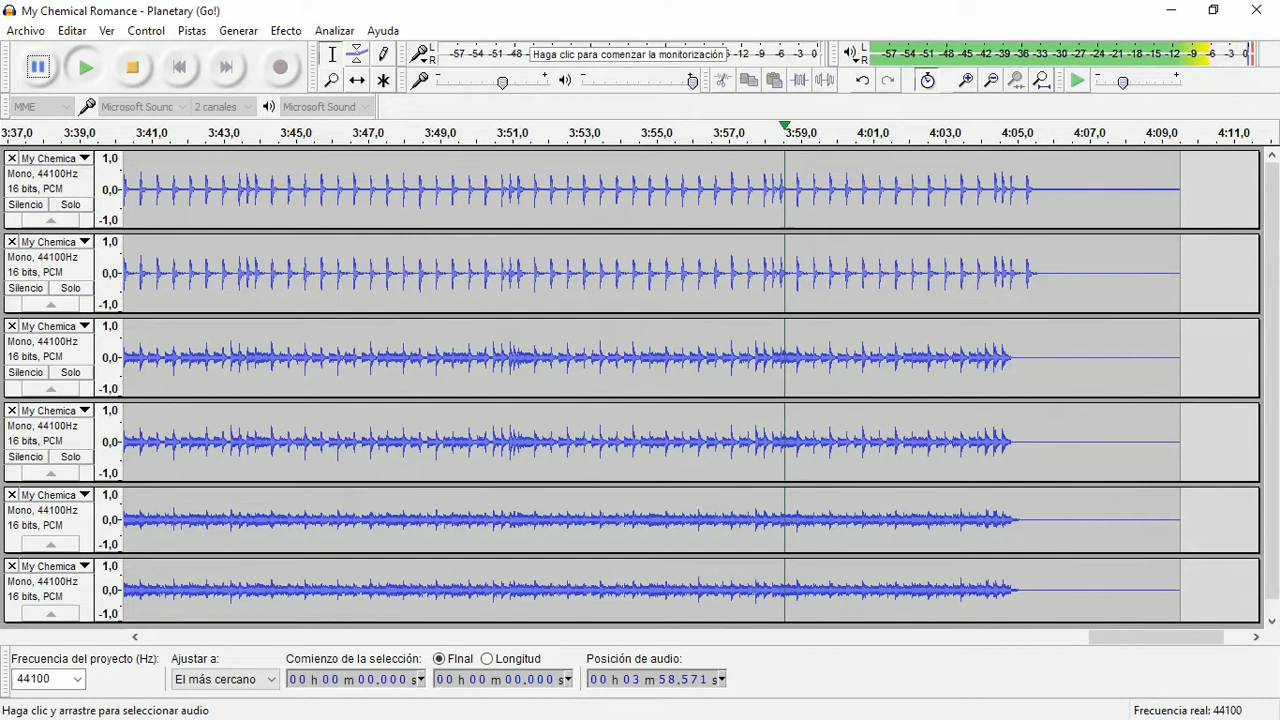 My Chemical Romance - Planetary (Go!)
Archivo Editar Ver Control Pistas Generar Efecto Analizar Ayuda
L R -57 -54 -51 -48 Haga clic para comenzar la monitorización -12 -9 -6 -3 0
L R -57 -54 -51 -48 -45 -42 -39 -36 -33 -30 -27 -24 -21 -18 -15 -12 -9 -6 -3 0
MME Microsoft Sounc 2 canales Microsoft Sound
3:37,0 3:39,0 3:41,0 3:43,0 3:45,0 3:47,0 3:49,0 3:51,0 3:53,0 3:55,0 3:57,0 3:59,0 4:01,0 4:03,0 4:05,0 4:07,0 4:09,0 4:11,0
My Chemica 1,0
Mono, 44100Hz
16 bits, PCM 0,0
Silencio Solo
-1,0
My Chemica 1,0
Mono, 44100Hz
16 bits, PCM 0,0
Silencio Solo
-1,0
My Chemica 1,0
Mono, 44100Hz
16 bits, PCM 0,0
Silencio Solo
-1,0
My Chemica 1,0
Mono, 44100Hz
16 bits, PCM 0,0
Silencio Solo
-1,0
My Chemica 1,0
Mono, 44100Hz
16 bits, PCM 0,0
-1,0
My Chemica 1,0
Mono, 44100Hz
16 bits, PCM 0,0
-1,0
Frecuencia del proyecto (Hz): Ajustar a: Comienzo de la selección: FInal Longitud Posición de audio:
44100 El más cercano 00 h 00 m 00.000 s 00 h 00 m 00.000 s 00 h 03 m 58.571 s
Haga clic y arrastre para seleccionar audio Frecuencia real: 44100